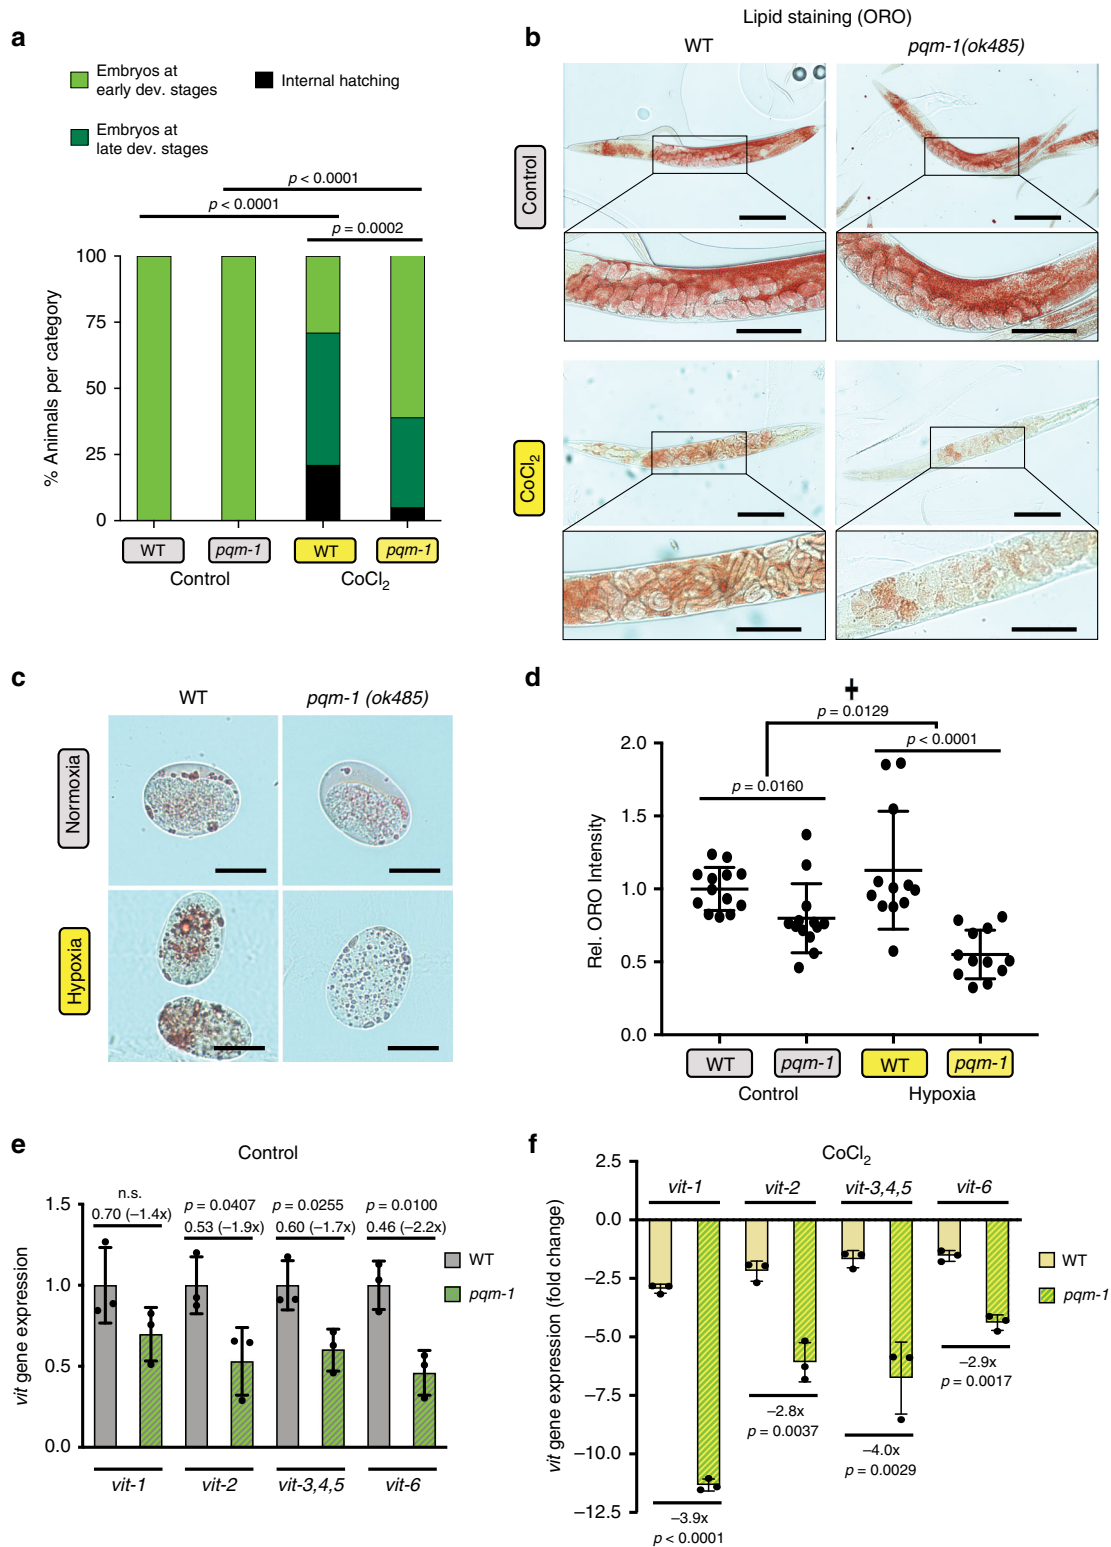 a
Embryos at
early dev. stages
Internal hatching
Embryos at
late dev. stages
p < 0.0001
p < 0.0001
p = 0.0002
% Animals per category
100
75
50
25
0
WT
pqm-1
WT
pqm-1
Control
CoCl2
b
Lipid staining (ORO)
WT
pqm-1(ok485)
Control
CoCl2
c
WT
pqm-1 (ok485)
Normoxia
Hypoxia
d
p = 0.0129
p < 0.0001
p = 0.0160
Rel. ORO Intensity
2.0
1.5
1.0
0.5
0.0
WT
pqm-1
WT
pqm-1
Control
Hypoxia
e
Control
n.s.
0.70 (−1.4x)
p = 0.0407
0.53 (−1.9x)
p = 0.0255
0.60 (−1.7x)
p = 0.0100
0.46 (−2.2x)
vit gene expression
1.5
1.0
0.5
0.0
WT
pqm-1
vit-1
vit-2
vit-3,4,5
vit-6
f
CoCl2
vit gene expression (fold change)
2.5
0.0
−2.5
−5.0
−7.5
−10.0
−12.5
vit-1
vit-2
vit-3,4,5
vit-6
WT
pqm-1
−3.9x
p < 0.0001
−2.8x
p = 0.0037
−4.0x
p = 0.0029
−2.9x
p = 0.0017